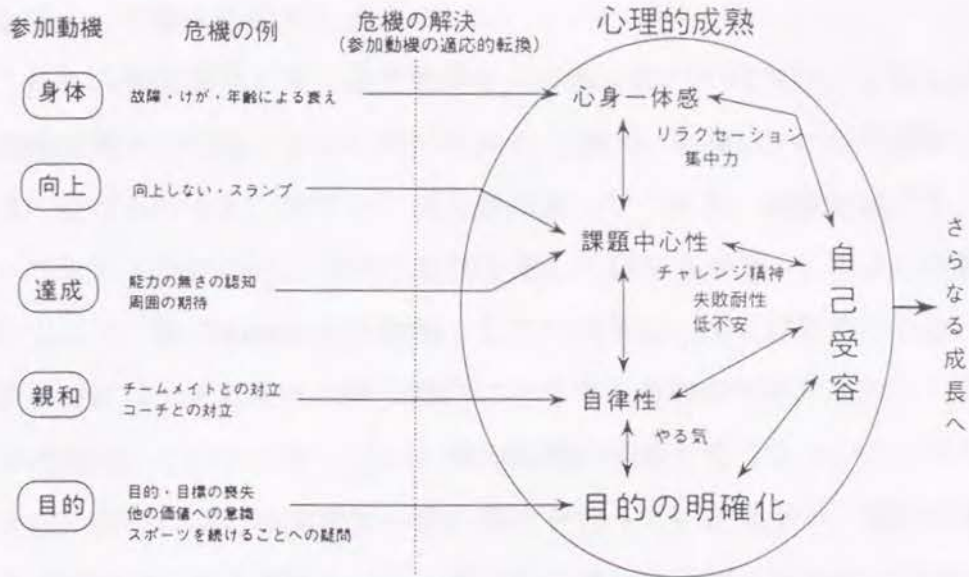 参加動機
危機の例
危機の解決
(参加動機の適応的転換)
心理的成熟
身体
故障・けが・年齢による衰え
心身一体感
リラクセーション
集中力
向上
向上しない・スランプ
課題中心性
チャレンジ精神
失敗耐性
低不安
達成
能力の無さの認知
周囲の期待
自己受容
さらなる成長へ
親和
チームメイトとの対立
コーチとの対立
自律性
やる気
目的
目的・目標の喪失
他の価値への意識
スポーツを続けることへの疑問
目的の明確化